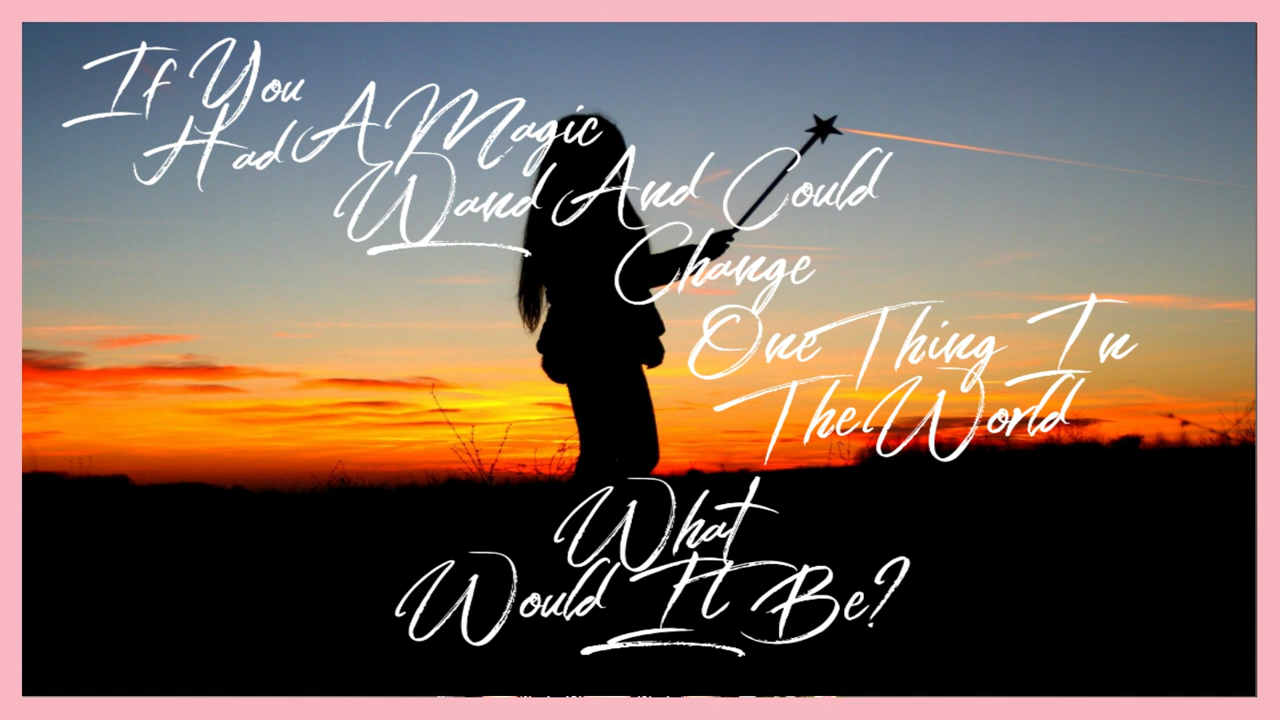 If You
Had A Magic
Wand And Could
Change
One Thing In
The World
What
Would It Be?